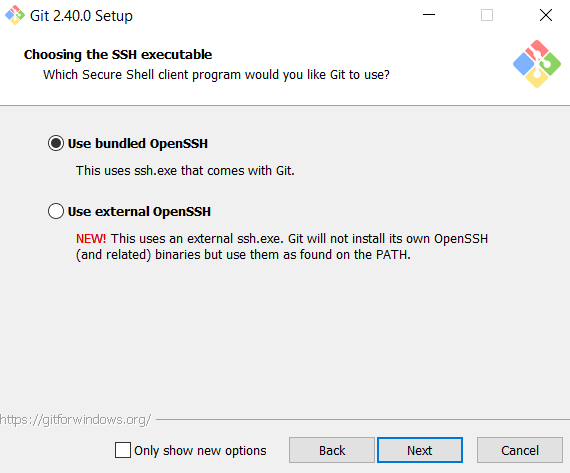 Git 2.40.0 Setup
Choosing the SSH executable
Which Secure Shell client program would you like Git to use?
Use bundled OpenSSH
This uses ssh.exe that comes with Git.
Use external OpenSSH
NEW! This uses an external ssh.exe. Git will not install its own OpenSSH
(and related) binaries but use them as found on the PATH.
https://gitforwindows.org/
Only show new options
Back
Next
Cancel